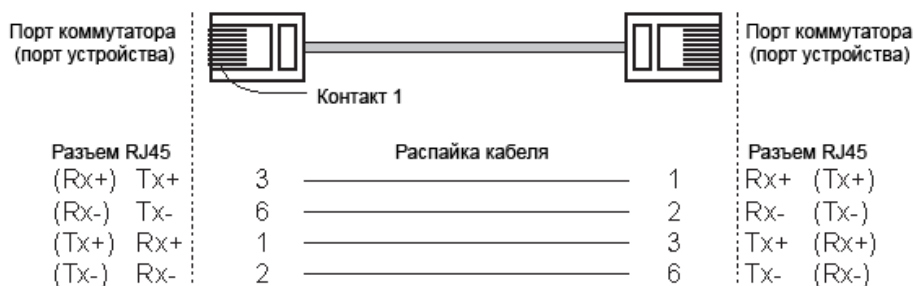 Порт коммутатора
(порт устройства)
Порт коммутатора
(порт устройства)
Контакт 1
Разъем RJ45
Распайка кабеля
Разъем RJ45
(Rx+) Tx+ 3 1 Rx+ (Tx+)
(Rx-) Tx- 6 2 Rx- (Tx-)
(Tx+) Rx+ 1 3 Tx+ (Rx+)
(Tx-) Rx- 2 6 Tx- (Rx-)